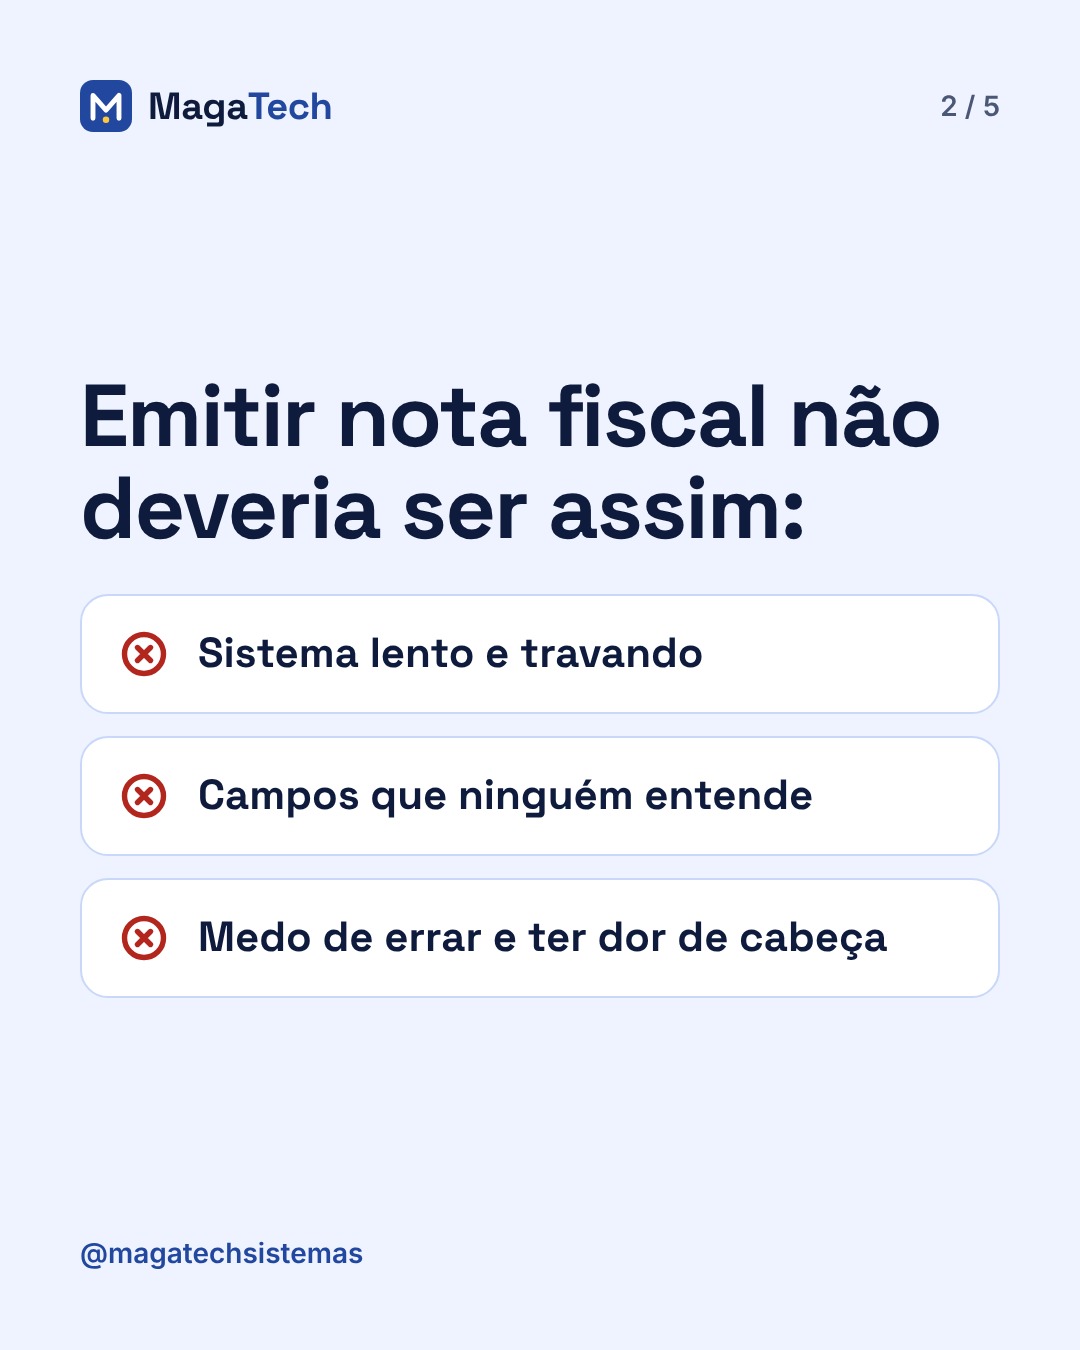 MagaTech
2 / 5
Emitir nota fiscal não
deveria ser assim:
Sistema lento e travando
Campos que ninguém entende
Medo de errar e ter dor de cabeça
@magatechsistemas